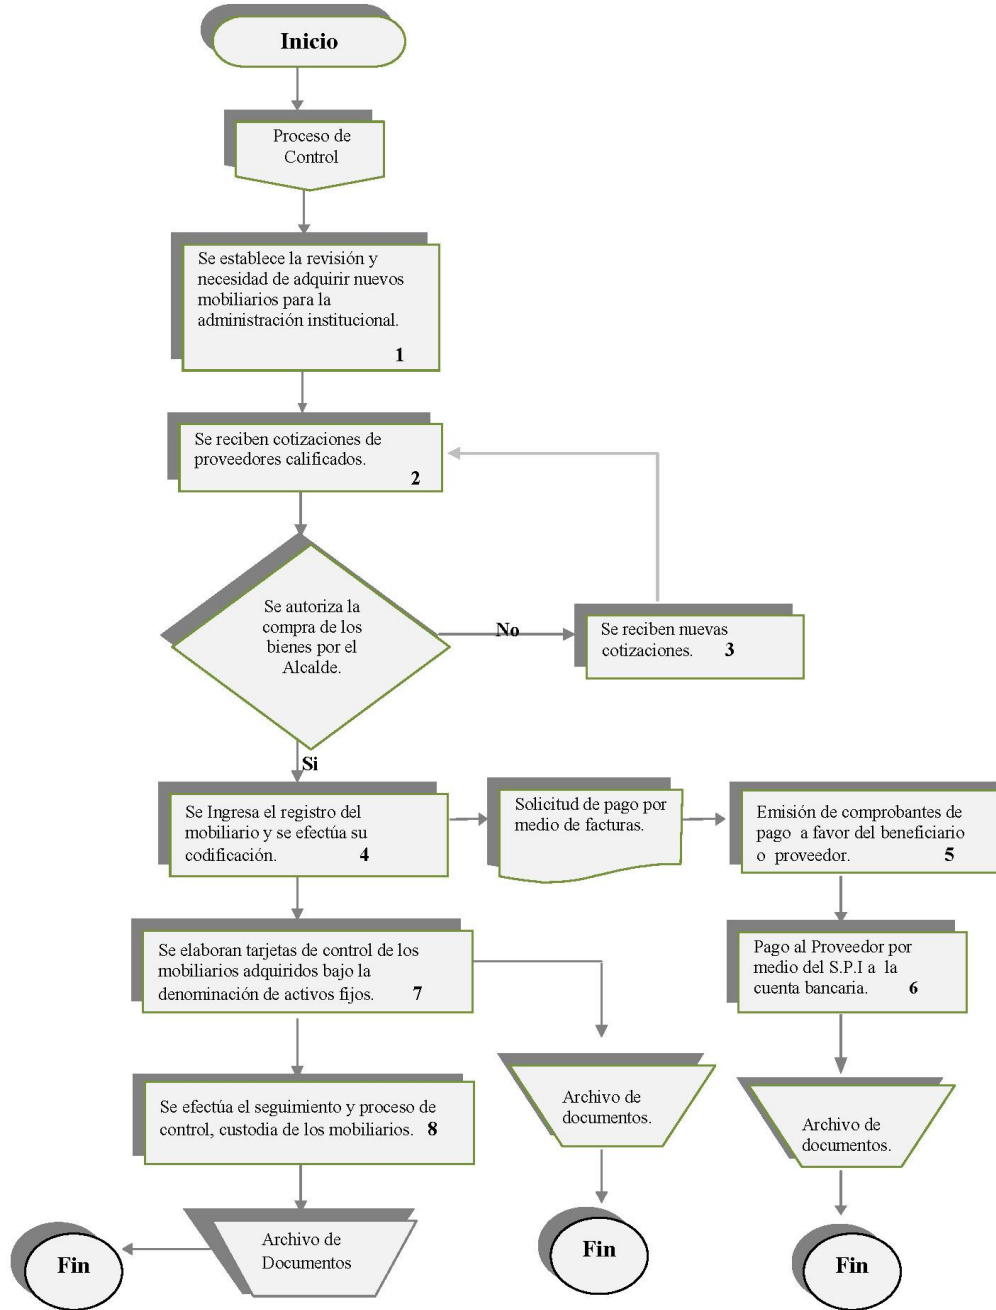 Inicio
Proceso de
Control
Se establece la revisión y
necesidad de adquirir nuevos
mobiliarios para la
administración institucional.
1
Se reciben cotizaciones de
proveedores calificados.
2
Se autoriza la
compra de los
bienes por el
Alcalde.
No
Se reciben nuevas
cotizaciones. 3
Si
Se Ingresa el registro del
mobiliario y se efectúa su
codificación. 4
Solicitud de pago por
medio de facturas.
Emisión de comprobantes de
pago a favor del beneficiario
o proveedor. 5
Se elaboran tarjetas de control de los
mobiliarios adquiridos bajo la
denominación de activos fijos. 7
Pago al Proveedor por
medio del S.P.I a la
cuenta bancaria. 6
Se efectúa el seguimiento y proceso de
control, custodia de los mobiliarios. 8
Archivo de
documentos.
Archivo de
documentos.
Archivo de
Documentos
Fin
Fin
Fin